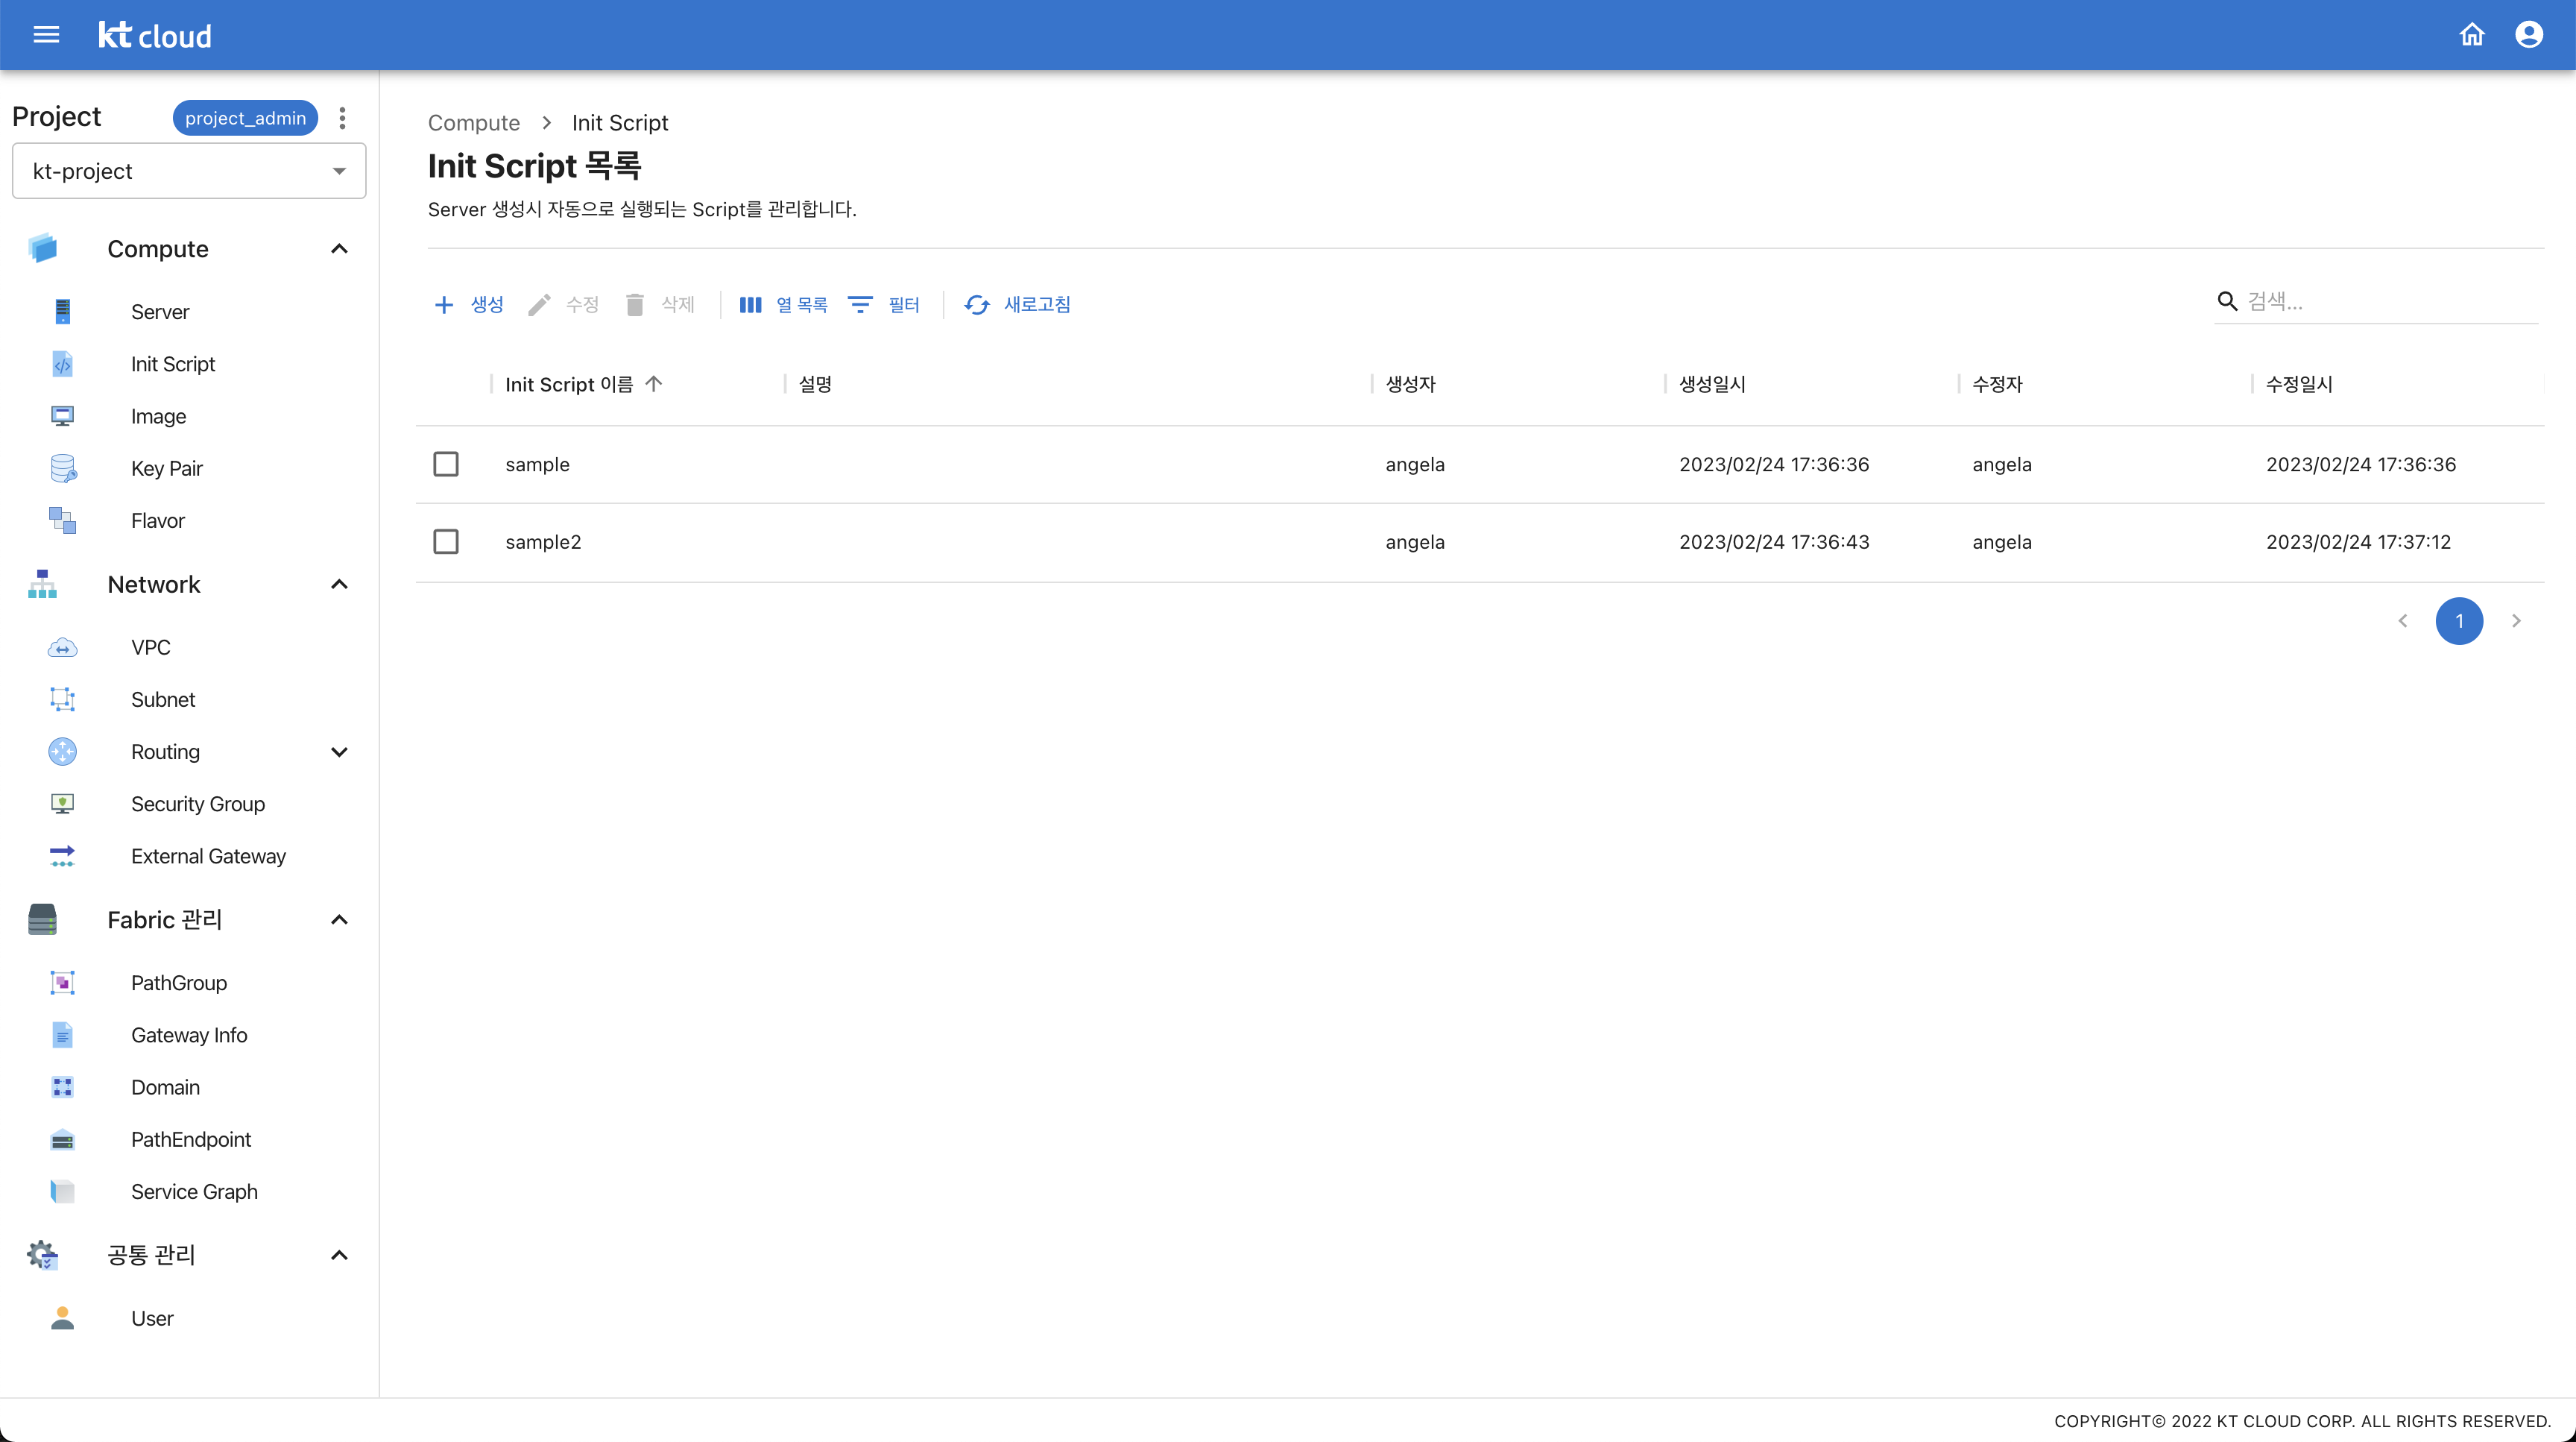 kt cloud
Project
project_admin
kt-project
Compute
Server
Init Script
Image
Key Pair
Flavor
Network
VPC
Subnet
Routing
Security Group
External Gateway
Fabric 관리
PathGroup
Gateway Info
Domain
PathEndpoint
Service Graph
공통 관리
User
Compute > Init Script
Init Script 목록
Server 생성시 자동으로 실행되는 Script를 관리합니다.
생성 수정 삭제 열 목록 필터 새로고침 검색...
Init Script 이름 설명 생성자 생성일시 수정자 수정일시
sample angela 2023/02/24 17:36:36 angela 2023/02/24 17:36:36
sample2 angela 2023/02/24 17:36:43 angela 2023/02/24 17:37:12
1
COPYRIGHT© 2022 KT CLOUD CORP. ALL RIGHTS RESERVED.